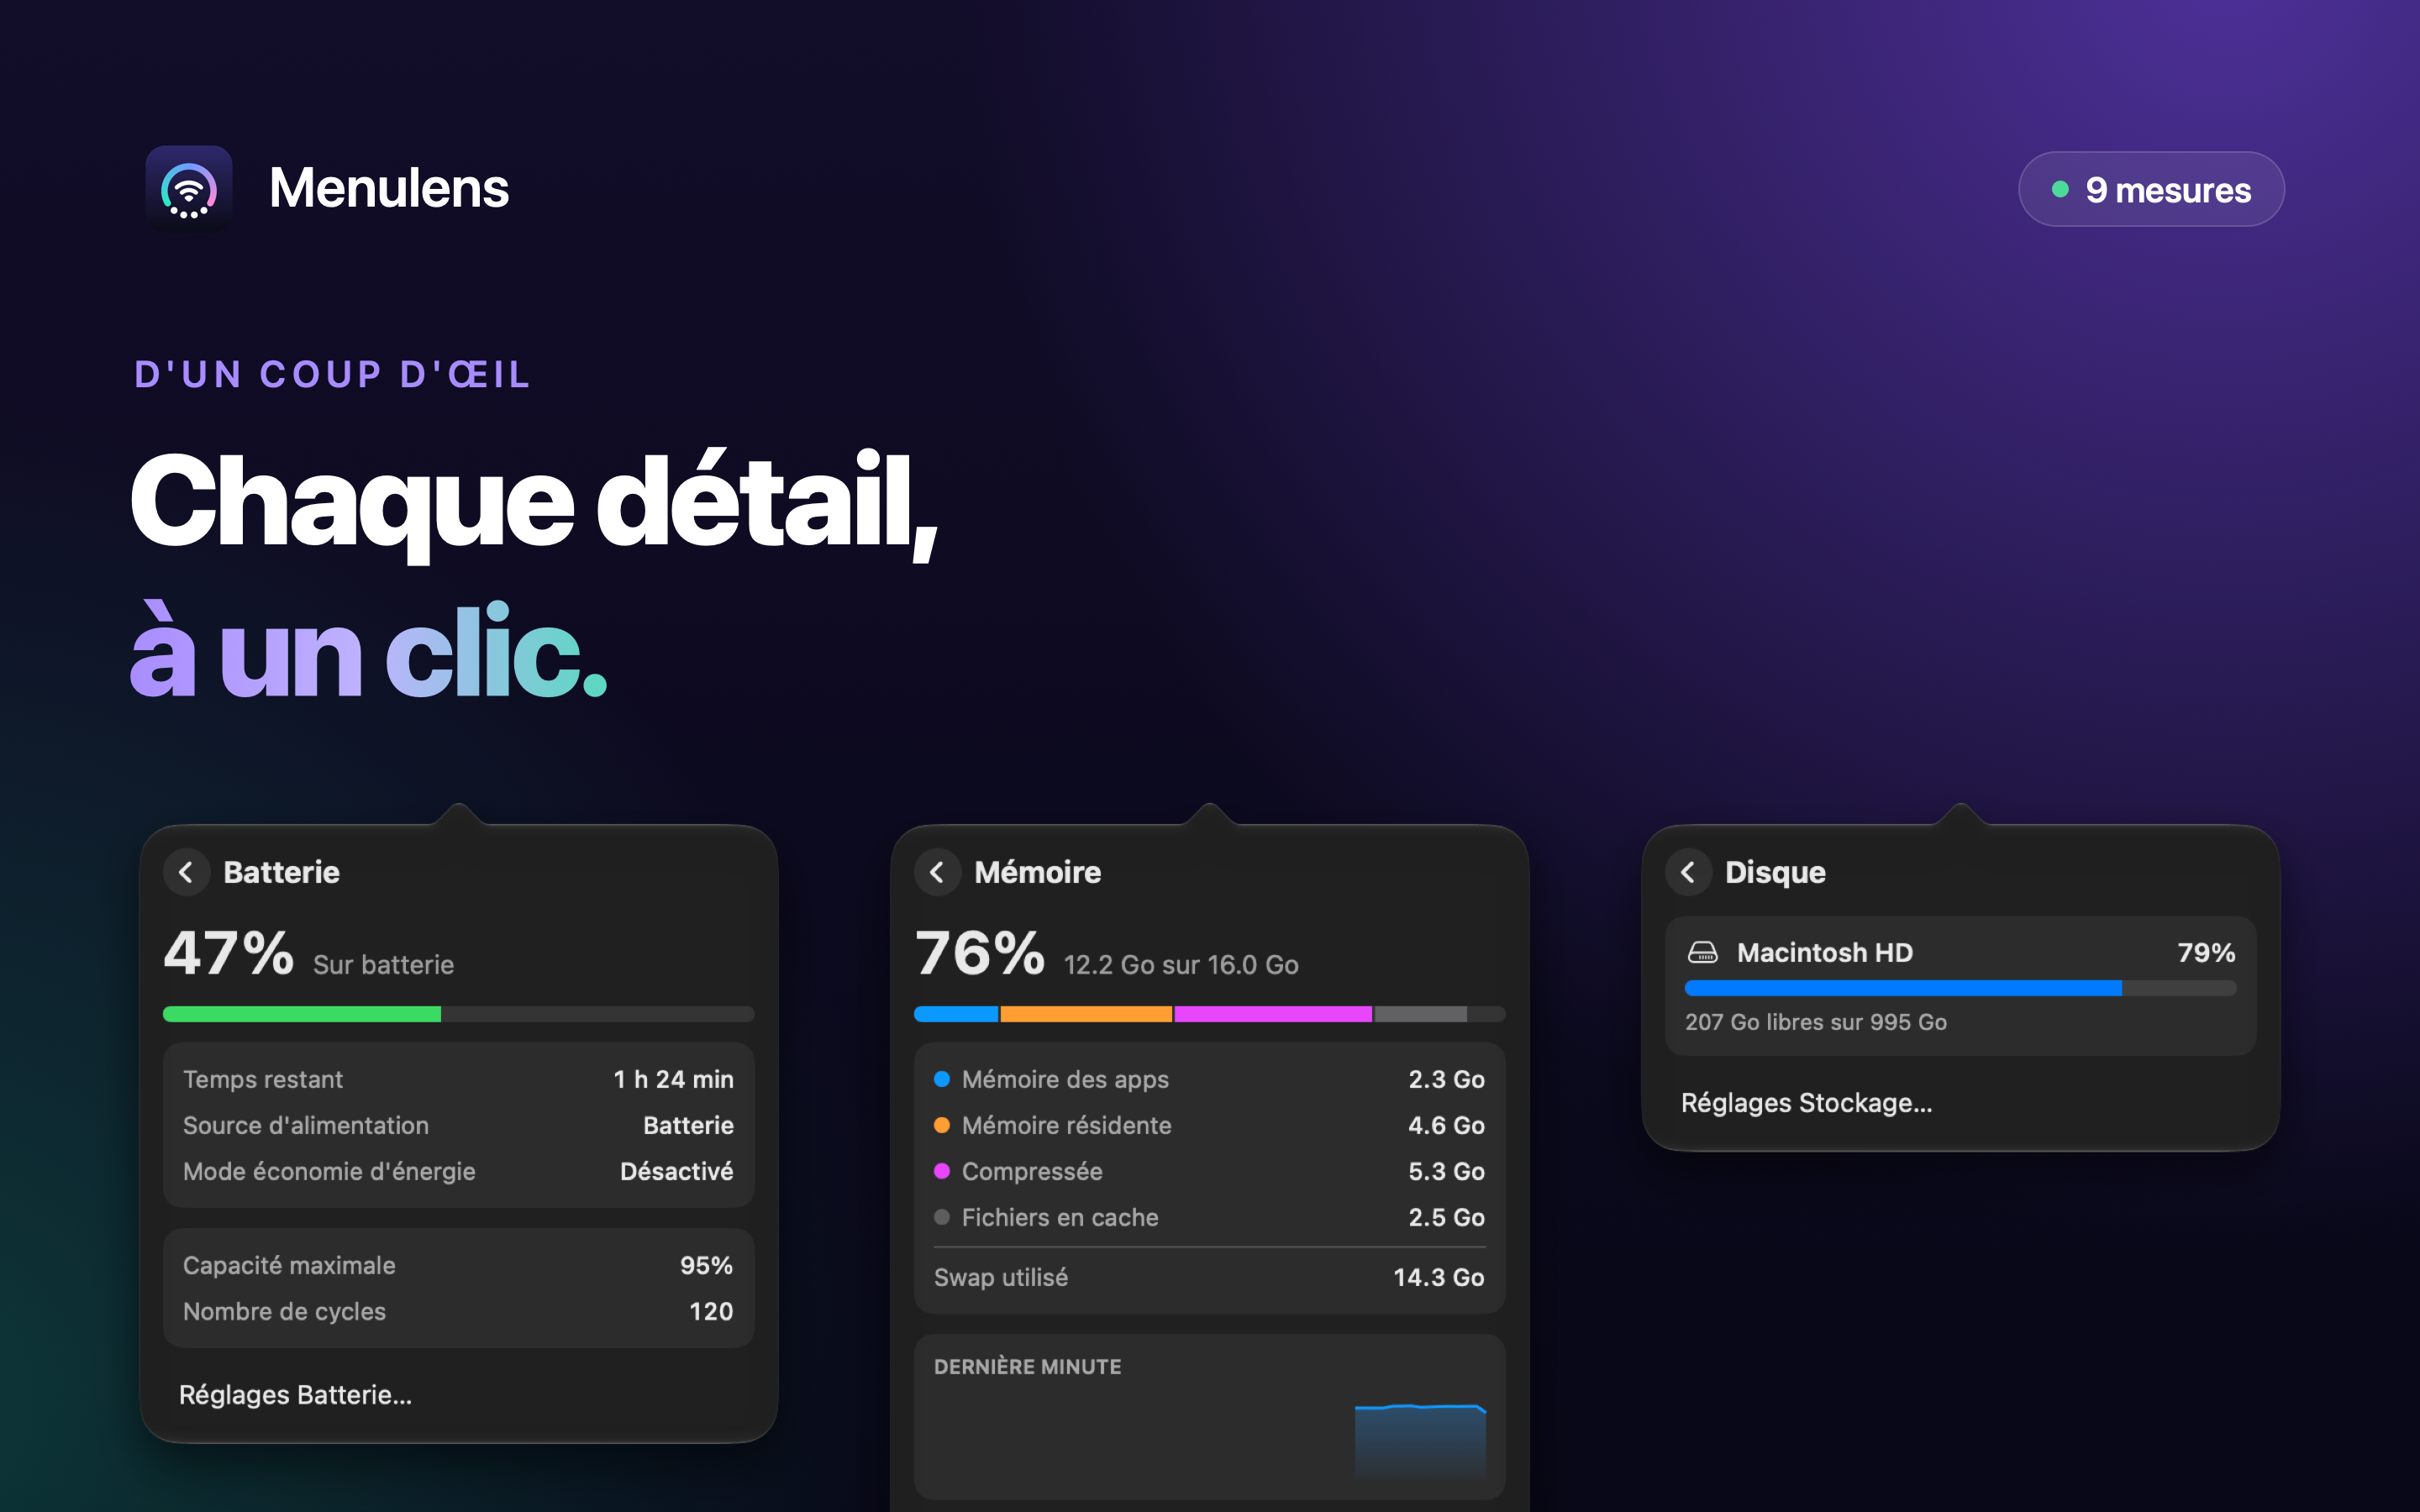 Menulens
9 mesures
D'UN COUP D'ŒIL
Chaque détail,
à un clic.
Batterie
47% Sur batterie
Temps restant 1 h 24 min
Source d'alimentation Batterie
Mode économie d'énergie Désactivé
Capacité maximale 95%
Nombre de cycles 120
Réglages Batterie...
Mémoire
76% 12.2 Go sur 16.0 Go
Mémoire des apps 2.3 Go
Mémoire résidente 4.6 Go
Compressée 5.3 Go
Fichiers en cache 2.5 Go
Swap utilisé 14.3 Go
DERNIÈRE MINUTE
Disque
Macintosh HD 79%
207 Go libres sur 995 Go
Réglages Stockage...